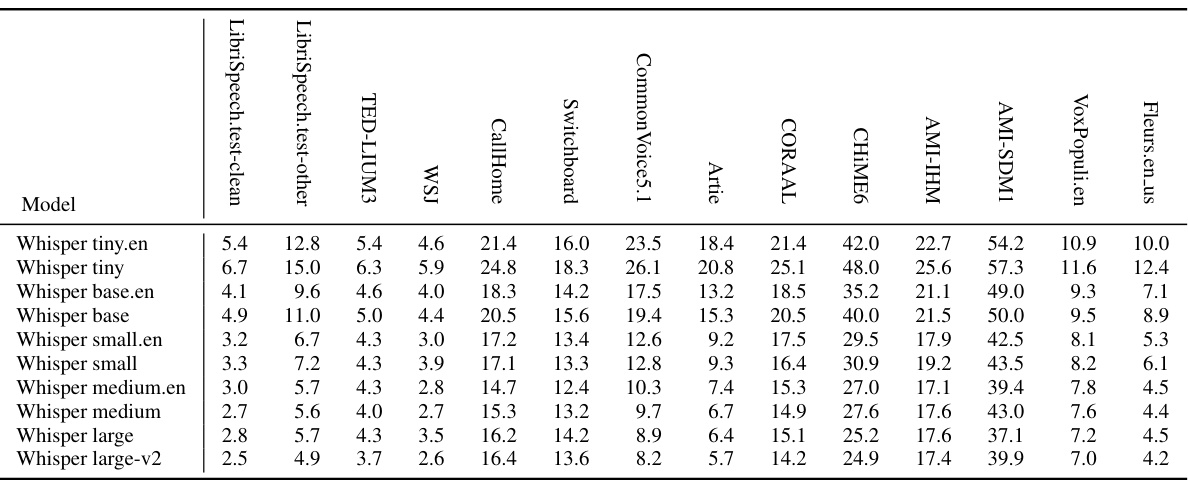 Model LibriSpeech.test-clean LibriSpeech.test-other TED-LIUM3 WSJ CallHome Switchboard CommonVoice5.1 Artie CORAAL CHiME6 AMI-IHM AMI-SDM1 VoxPopuli.en Fleurs.en_us
Whisper tiny.en 5.4 12.8 5.4 4.6 21.4 16.0 23.5 18.4 21.4 42.0 22.7 54.2 10.9 10.0
Whisper tiny 6.7 15.0 6.3 5.9 24.8 18.3 26.1 20.8 25.1 48.0 25.6 57.3 11.6 12.4
Whisper base.en 4.1 9.6 4.6 4.0 18.3 14.2 17.5 13.2 18.5 35.2 21.1 49.0 9.3 7.1
Whisper base 4.9 11.0 5.0 4.4 20.5 15.6 19.4 15.3 20.5 40.0 21.5 50.0 9.5 8.9
Whisper small.en 3.2 6.7 4.3 3.0 17.2 13.4 12.6 9.2 17.5 29.5 17.9 42.5 8.1 5.3
Whisper small 3.3 7.2 4.3 3.9 17.1 13.3 12.8 9.3 16.4 30.9 19.2 43.5 8.2 6.1
Whisper medium.en 3.0 5.7 4.3 2.8 14.7 12.4 10.3 7.4 15.3 27.0 17.1 39.4 7.8 4.5
Whisper medium 2.7 5.6 4.0 2.7 15.3 13.2 9.7 6.7 14.9 27.6 17.6 43.0 7.6 4.4
Whisper large 2.8 5.7 4.3 3.5 16.2 14.2 8.9 6.4 15.1 25.2 17.6 37.1 7.2 4.5
Whisper large-v2 2.5 4.9 3.7 2.6 16.4 13.6 8.2 5.7 14.2 24.9 17.4 39.9 7.0 4.2